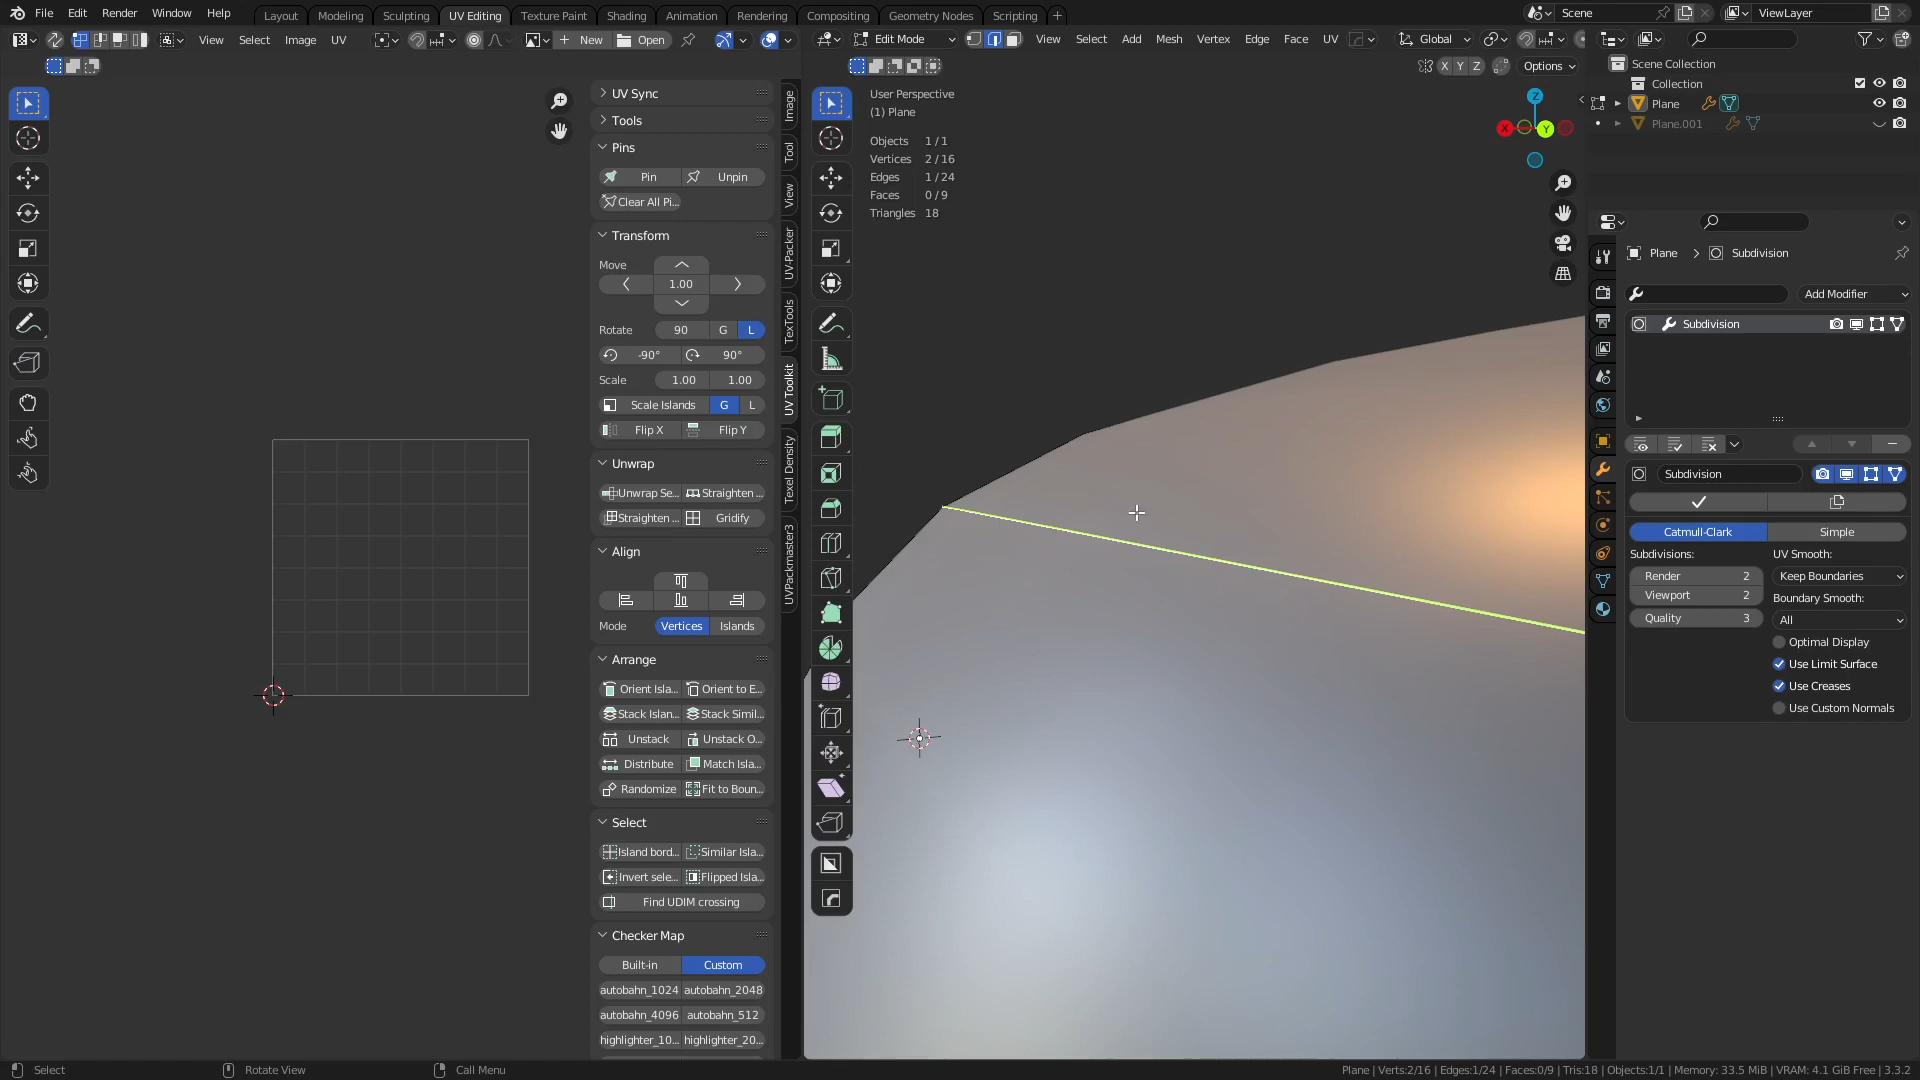 File Edit Render Window Help Layout Modeling Sculpting UV Editing Texture Paint Shading Animation Rendering Compositing Geometry Nodes Scripting + Scene ViewLayer
View Select Image UV New Open Edit Mode View Select Add Mesh Vertex Edge Face UV Global
X Y Z Options
UV Sync
Tools
Pins
Pin Unpin
Clear All Pi...
Transform
Move
1.00
Rotate 90 G L
-90° 90°
Scale 1.00 1.00
Scale Islands G L
Flip X Flip Y
Unwrap
Unwrap Se... Straighten ...
Straighten ... Gridify
Align
Mode Vertices Islands
Arrange
Orient Isla... Orient to E...
Stack Islan... Stack Simil...
Unstack Unstack O...
Distribute Match Isla...
Randomize Fit to Boun...
Select
Island bord... Similar Isla...
Invert sele... Flipped Isla...
Find UDIM crossing
Checker Map
Built-in Custom
autobahn_1024 autobahn_2048
autobahn_4096 autobahn_512
highlighter_10... highlighter_20...
Image
Tool
View
UV-Packer
TexTools
UV Toolkit
Texel Density
UVPackmaster3
User Perspective
(1) Plane
Objects 1/1
Vertices 2/16
Edges 1/24
Faces 0/9
Triangles 18
Z
X
Y
Scene Collection
Collection
Plane
Plane.001
Plane Subdivision
Add Modifier
Subdivision
Subdivision
Catmull-Clark Simple
Subdivisions: UV Smooth:
Render 2 Keep Boundaries
Viewport 2 Boundary Smooth:
Quality 3 All
Optimal Display
Use Limit Surface
Use Creases
Use Custom Normals
Select Rotate View Call Menu Plane | Verts:2/16 | Edges:1/24 | Faces:0/9 | Tris:18 | Objects:1/1 | Memory: 33.5 MiB | VRAM: 4.1 GiB Free | 3.3.2